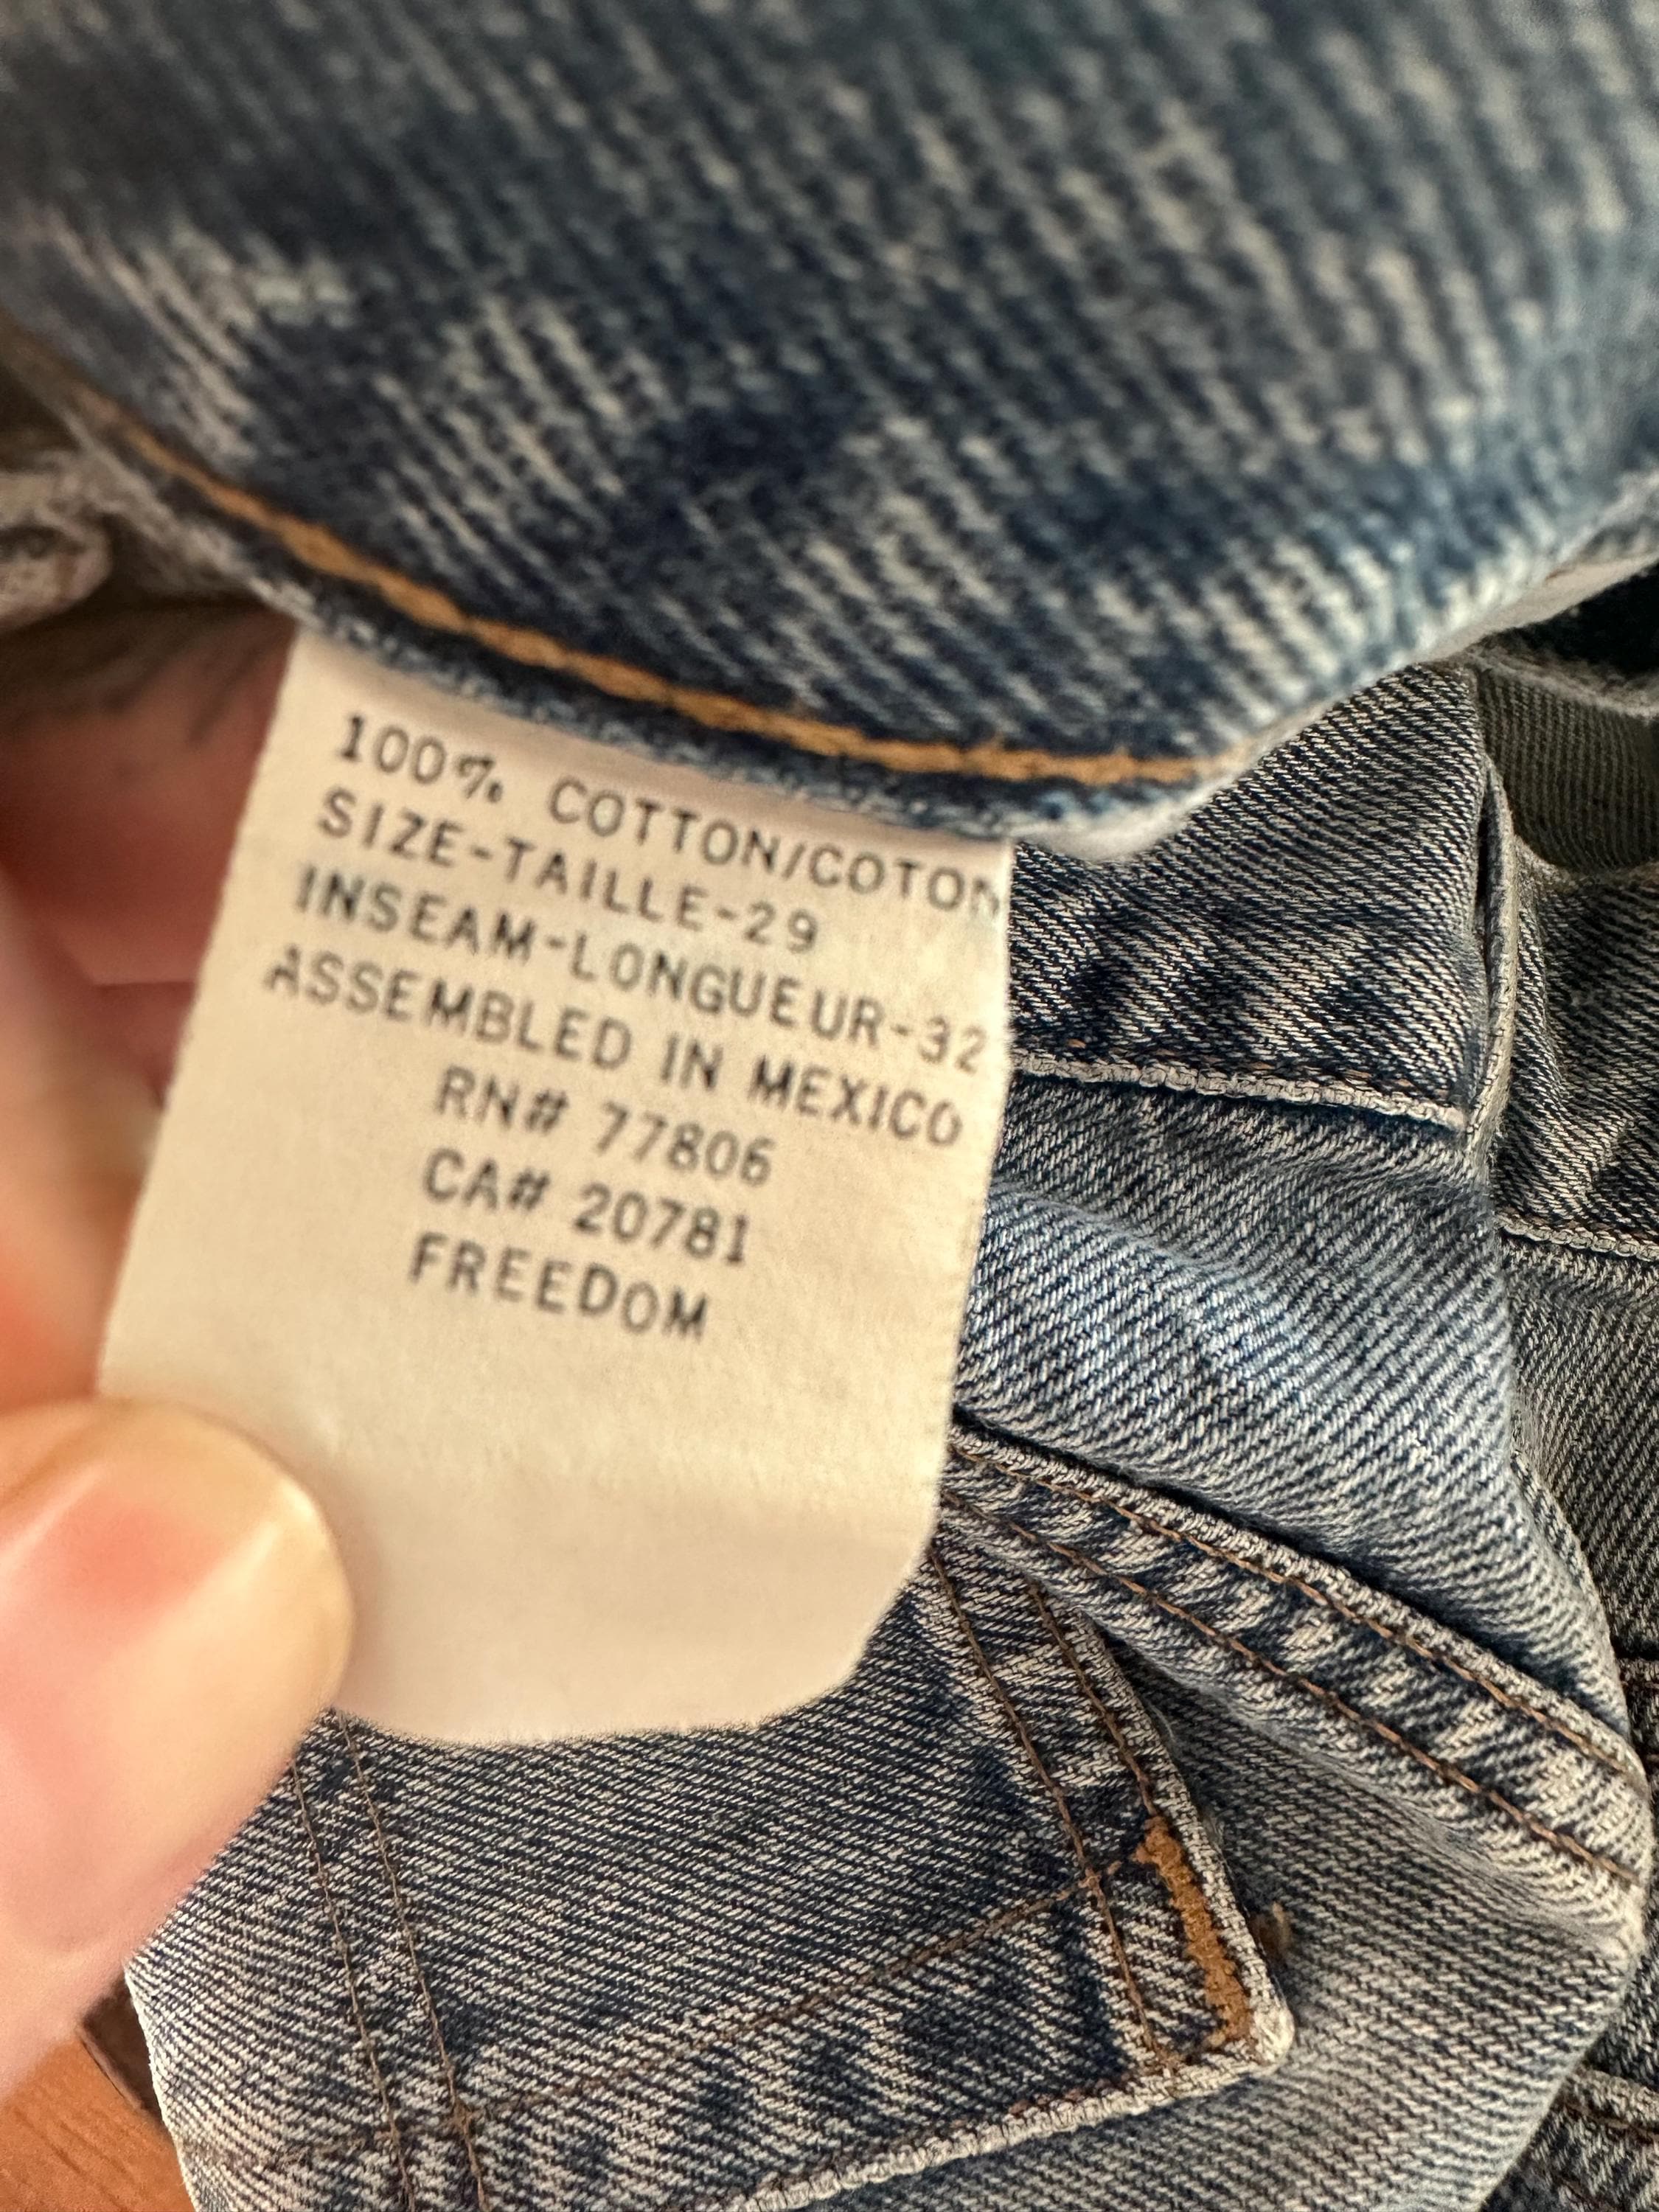 100% COTTON/COTON
SIZE-TAILLE-29
INSEAM-LONGUEUR-32
ASSEMBLED IN MEXICO
RN# 77806
CA# 20781
FREEDOM